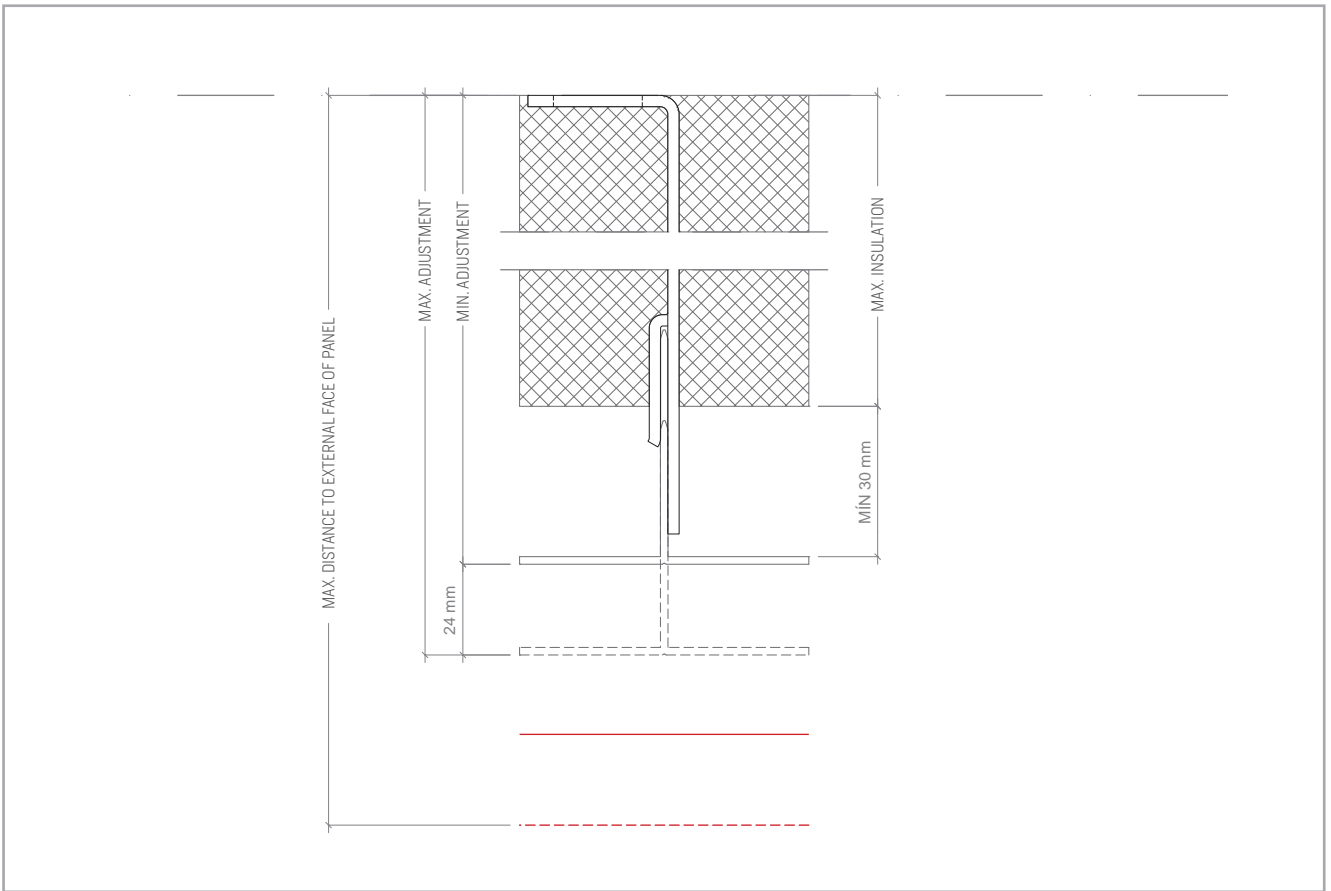 MAX. DISTANCE TO EXTERNAL FACE OF PANEL
MAX. ADJUSTMENT
MIN. ADJUSTMENT
24 mm
MAX. INSULATION
MÍN 30 mm